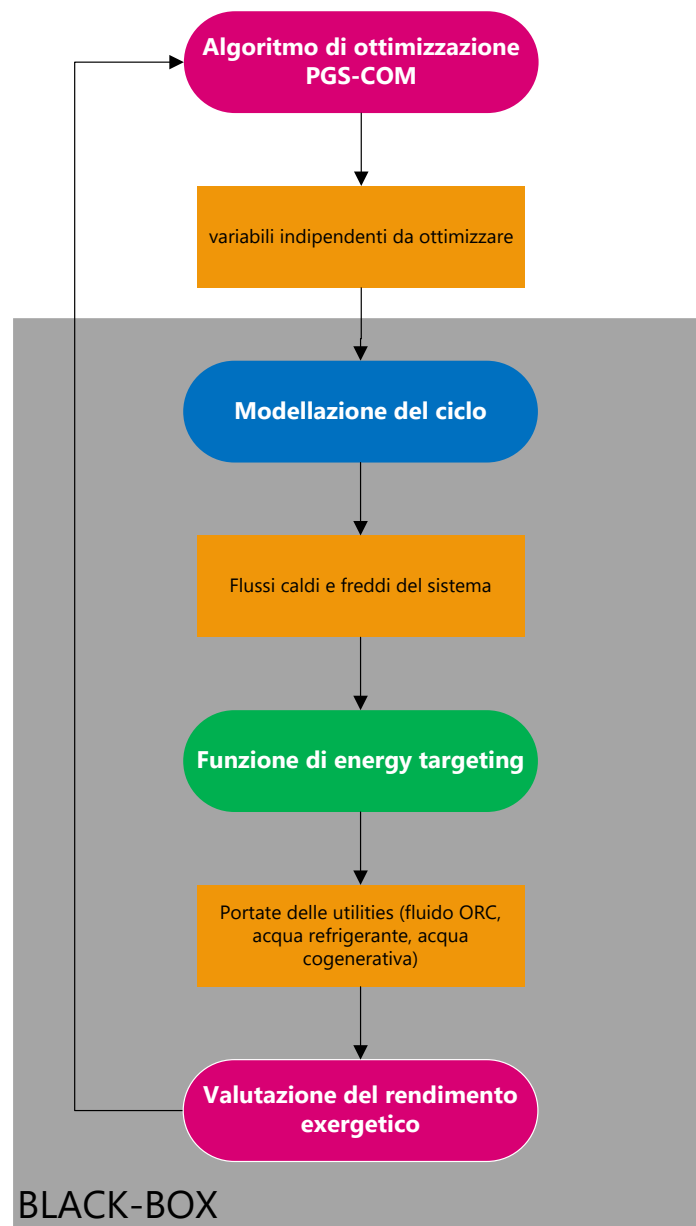 Algoritmo di ottimizzazione
PGS-COM
variabili indipendenti da ottimizzare
Modellazione del ciclo
Flussi caldi e freddi del sistema
Funzione di energy targeting
Portate delle utilities (fluido ORC,
acqua refrigerante, acqua
cogenerativa)
Valutazione del rendimento
exergetico
BLACK-BOX